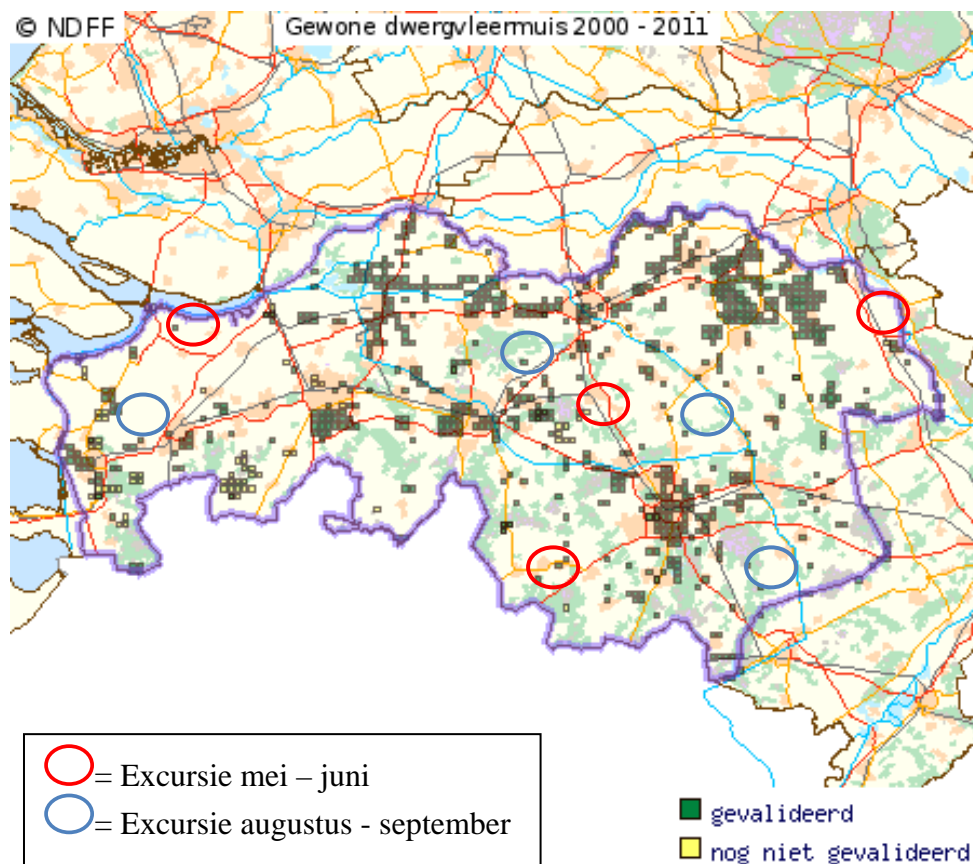 © NDFF
Gewone dwergvleermuis 2000 - 2011
= Excursie mei – juni
= Excursie augustus - september
gevalideerd
nog niet gevalideerd